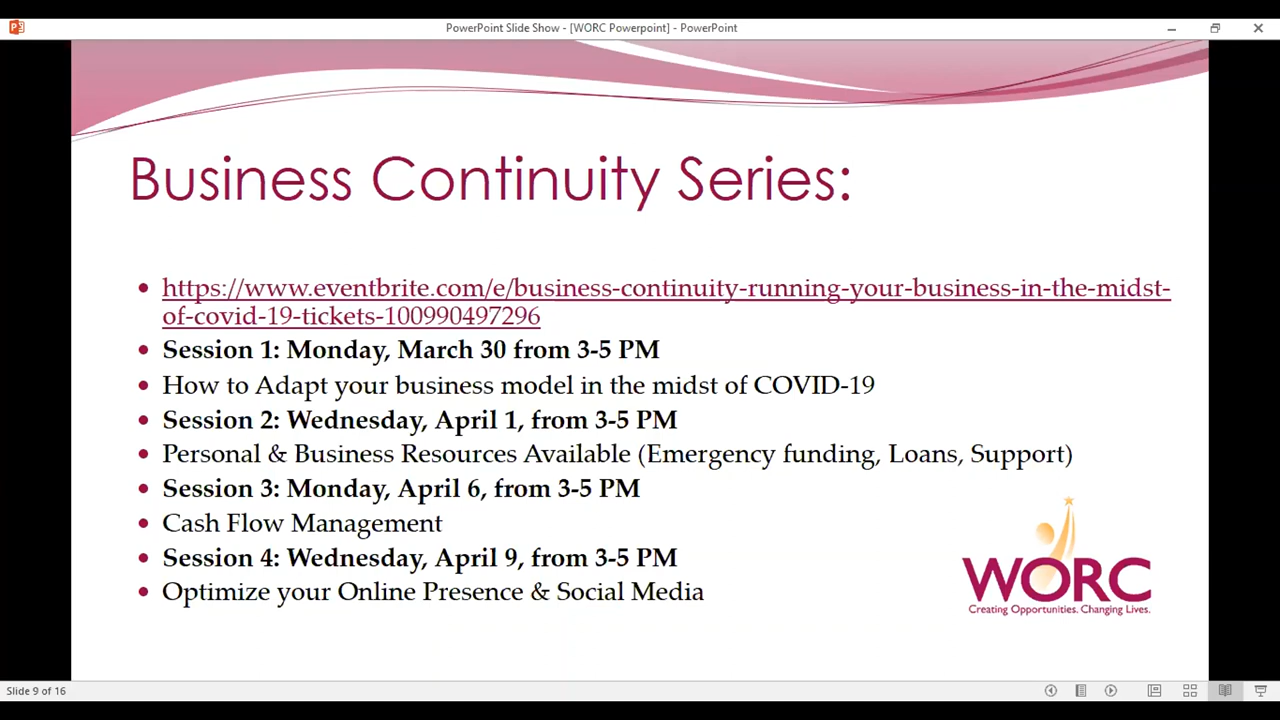 PowerPoint Slide Show - [WORC Powerpoint] - PowerPoint
Business Continuity Series:
https://www.eventbrite.com/e/business-continuity-running-your-business-in-the-midst-
of-covid-19-tickets-100990497296
Session 1: Monday, March 30 from 3-5 PM
How to Adapt your business model in the midst of COVID-19
Session 2: Wednesday, April 1, from 3-5 PM
Personal & Business Resources Available (Emergency funding, Loans, Support)
Session 3: Monday, April 6, from 3-5 PM
Cash Flow Management
Session 4: Wednesday, April 9, from 3-5 PM
Optimize your Online Presence & Social Media
WORC
Creating Opportunities. Changing Lives.
Slide 9 of 16